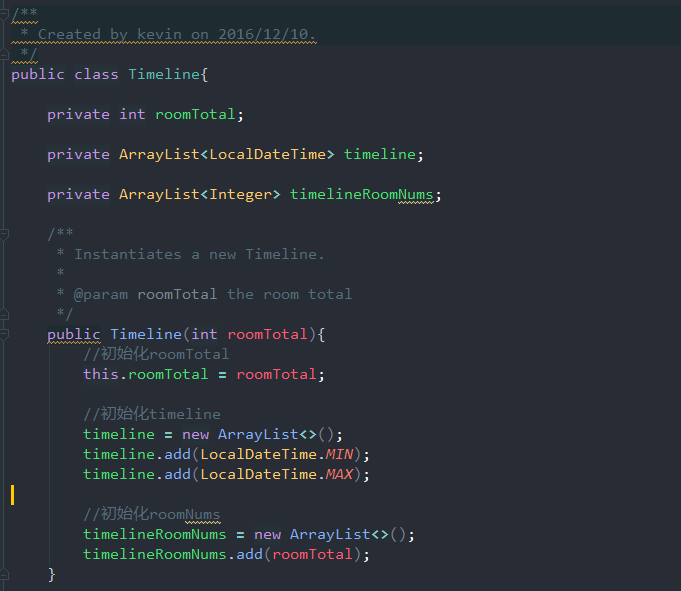 /**
 * Created by kevin on 2016/12/10.
 */
public class Timeline{
    private int roomTotal;
    private ArrayList<LocalDateTime> timeline;
    private ArrayList<Integer> timelineRoomNums;
    /**
     * Instantiates a new Timeline.
     *
     * @param roomTotal the room total
     */
    public Timeline(int roomTotal){
        //初始化roomTotal
        this.roomTotal = roomTotal;
        //初始化timeline
        timeline = new ArrayList<>();
        timeline.add(LocalDateTime.MIN);
        timeline.add(LocalDateTime.MAX);
        //初始化roomNums
        timelineRoomNums = new ArrayList<>();
        timelineRoomNums.add(roomTotal);
    }